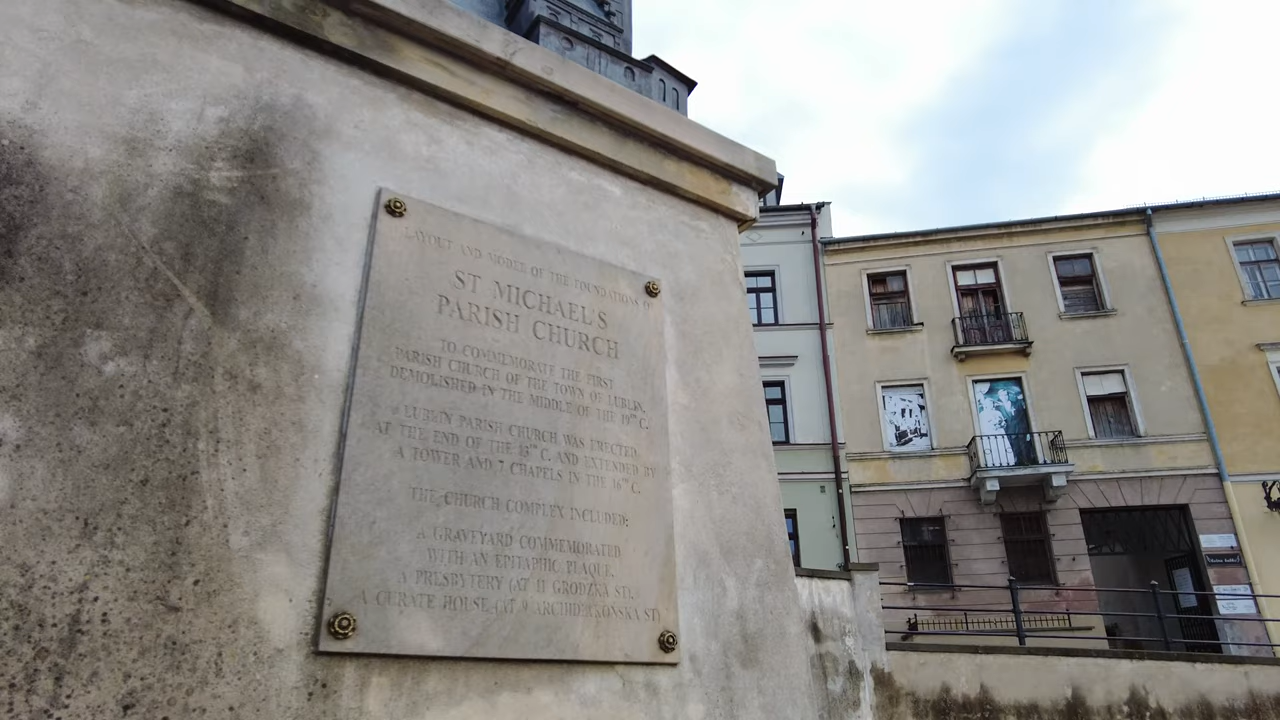 LAYOUT AND MODEL OF THE FOUNDATIONS OF
ST MICHAEL'S
PARISH CHURCH
TO COMMEMORATE THE FIRST
PARISH CHURCH OF THE TOWN OF LUBLIN,
DEMOLISHED IN THE MIDDLE OF THE 19TH C.
LUBLIN PARISH CHURCH WAS ERECTED
AT THE END OF THE 13TH C. AND EXTENDED BY
A TOWER AND 7 CHAPELS IN THE 16TH C.
THE CHURCH COMPLEX INCLUDED:
A GRAVEYARD COMMEMORATED
WITH AN EPITAPHIC PLAQUE,
A PRESBYTERY (AT 11 GRODZKA ST),
A CURATE HOUSE (AT 9 ARCHIDIAKOŃSKA ST)